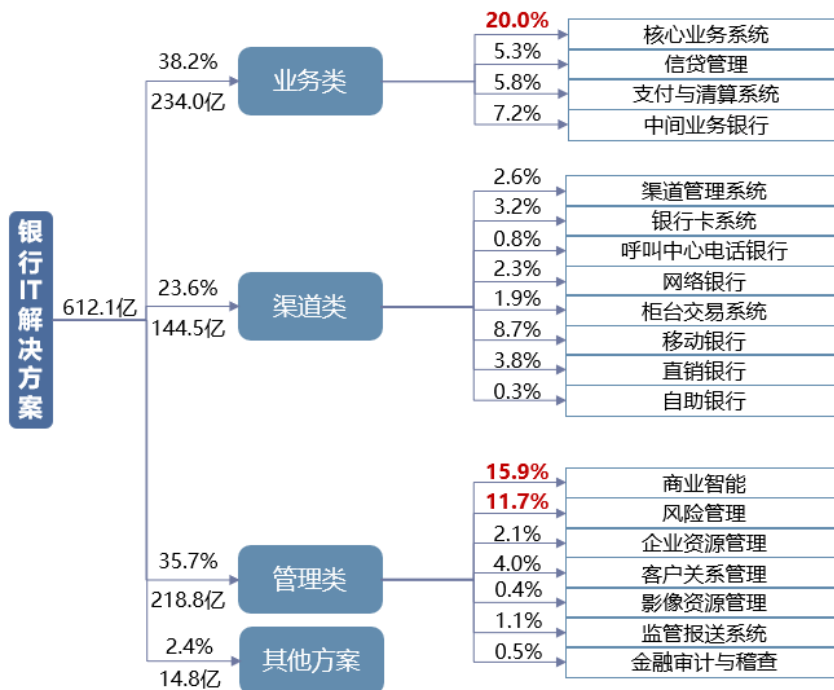 银行IT解决方案
612.1亿
38.2%
234.0亿
业务类
20.0%
核心业务系统
5.3%
信贷管理
5.8%
支付与清算系统
7.2%
中间业务银行
23.6%
144.5亿
渠道类
2.6%
渠道管理系统
3.2%
银行卡系统
0.8%
呼叫中心电话银行
2.3%
网络银行
1.9%
柜台交易系统
8.7%
移动银行
3.8%
直销银行
0.3%
自助银行
35.7%
218.8亿
管理类
15.9%
商业智能
11.7%
风险管理
2.1%
企业资源管理
4.0%
客户关系管理
0.4%
影像资源管理
1.1%
监管报送系统
0.5%
金融审计与稽查
2.4%
14.8亿
其他方案